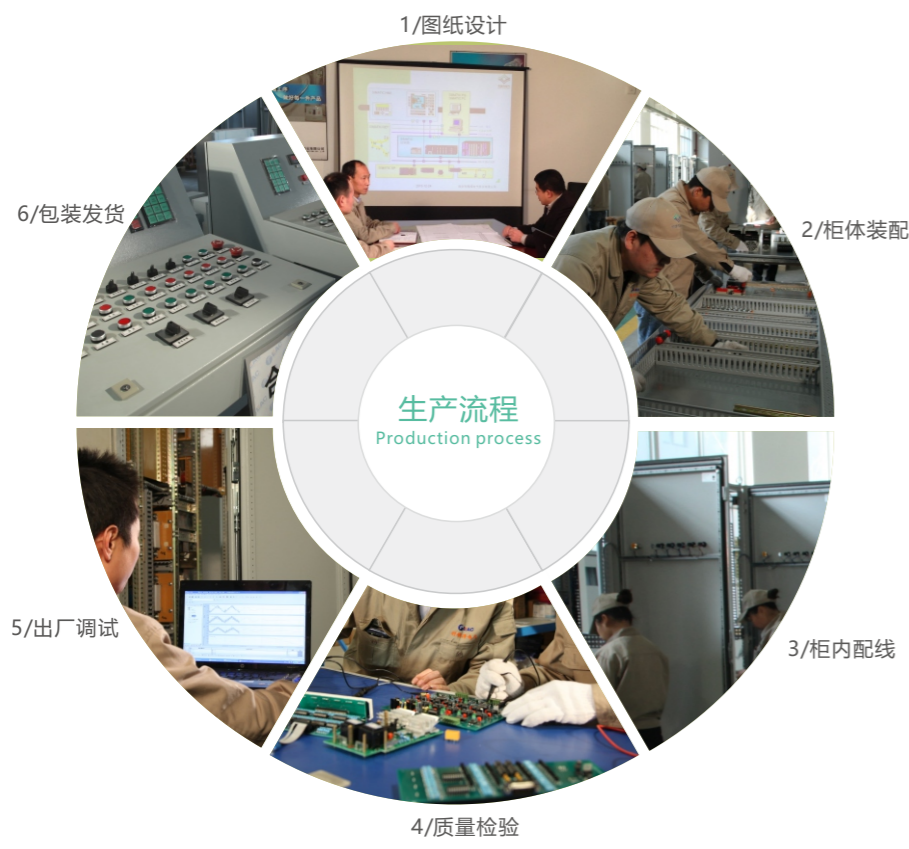 1/图纸设计
2/柜体装配
3/柜内配线
4/质量检验
5/出厂调试
6/包装发货
生产流程
Production process